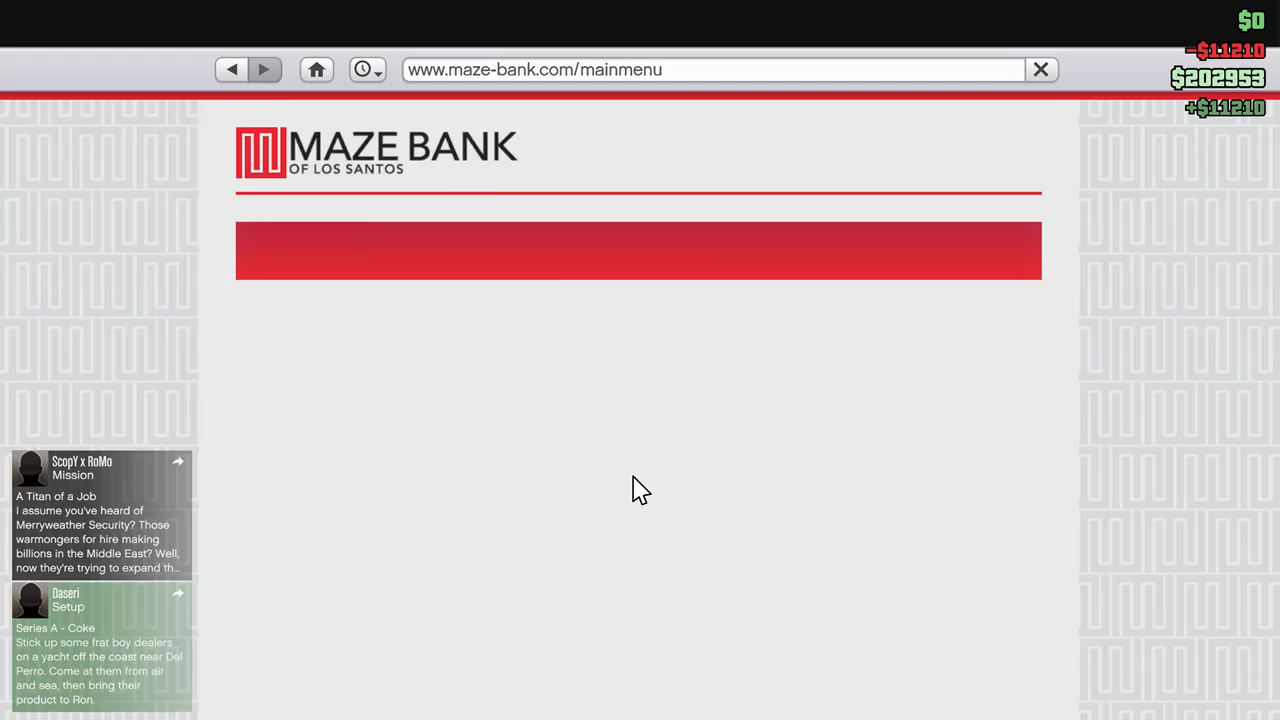 $0
-$11210
www.maze-bank.com/mainmenu
$202953
+$11210
MAZE BANK
OF LOS SANTOS
ScopY x RoMo
Mission
A Titan of a Job
I assume you've heard of
Merryweather Security? Those
warmongers for hire making
billions in the Middle East? Well,
now they're trying to expand th...
Daseri
Setup
Series A - Coke
Stick up some frat boy dealers
on a yacht off the coast near Del
Perro. Come at them from air
and sea, then bring their
product to Ron.